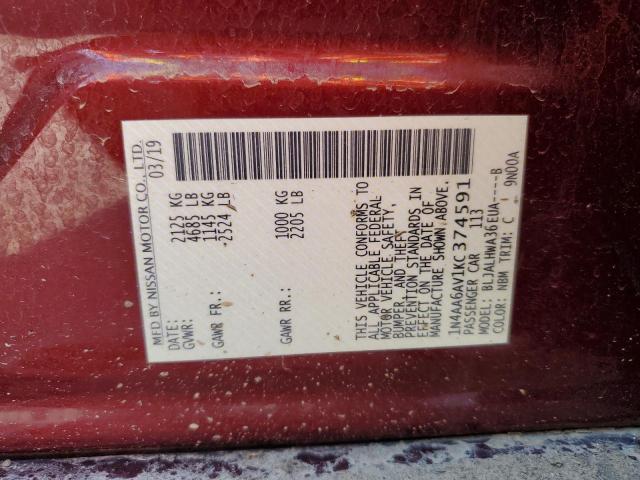 MFD BY NISSAN MOTOR CO., LTD.
DATE: 03/19
GVWR: 2125 KG
4685 LB
GAWR FR.: 1145 KG
2524 LB
GAWR RR.: 1000 KG
2205 LB
THIS VEHICLE CONFORMS TO
ALL APPLICABLE FEDERAL
MOTOR VEHICLE SAFETY,
BUMPER, AND THEFT
PREVENTION STANDARDS IN
EFFECT ON THE DATE OF
MANUFACTURE SHOWN ABOVE.
1N4AA6AV1KC374591
PASSENGER CAR 113
MODEL: BLJALHWA36EUA----B
COLOR: NBM TRIM: C 9N00A